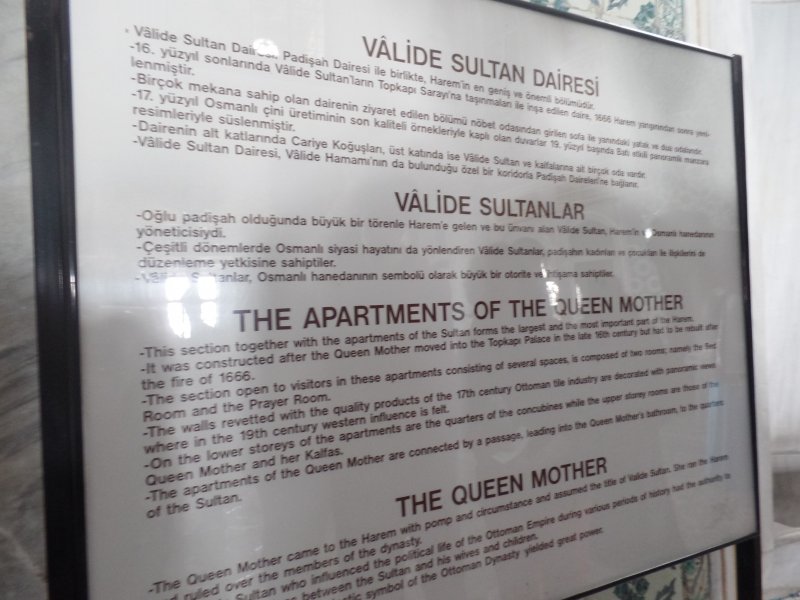 VÂLİDE SULTAN DAİRESİ
-Vâlide Sultan Dairesi, Padişah Dairesi ile birlikte, Harem'in en geniş ve önemli bölümüdür.
-16. yüzyıl sonlarında Vâlide Sultan'ların Topkapı Sarayı'na taşınmaları ile inşa edilen daire, 1666 Harem yangınından sonra yeni-
lenmiştir.
-Birçok mekana sahip olan dairenin ziyaret edilen bölümü nöbet odasından girilen sofa ile yanındaki yatak ve dua odalarıdır.
-17. yüzyıl Osmanlı çini üretiminin son kaliteli örnekleriyle kaplı olan duvarlar 19. yüzyıl başında Batı etkili panoramik manzara
resimleriyle süslenmiştir.
-Dairenin alt katlarında Cariye Koğuşları, üst katında ise Vâlide Sultan ve kalfalarına ait birçok oda vardır.
-Vâlide Sultan Dairesi, Vâlide Hamamı'nın da bulunduğu özel bir koridorla Padişah Daireleri'ne bağlanır.
VÂLİDE SULTANLAR
-Oğlu padişah olduğunda büyük bir törenle Harem'e gelen ve bu ünvanı alan Vâlide Sultan, Harem'in ve Osmanlı hanedanının
yöneticisiydi.
-Çeşitli dönemlerde Osmanlı siyasi hayatını da yönlendiren Vâlide Sultanlar, padişahın kadınları ve çocukları ile ilişkilerini de
düzenleme yetkisine sahiptiler.
-Vâlide Sultanlar, Osmanlı hanedanının sembolü olarak büyük bir otorite ve ihtişama sahiptiler.
THE APARTMENTS OF THE QUEEN MOTHER
-This section together with the apartments of the Sultan forms the largest and the most important part of the Harem.
-It was constructed after the Queen Mother moved into the Topkapı Palace in the late 16th century but had to be rebuilt after
the fire of 1666.
-The section open to visitors in these apartments consisting of several spaces, is composed of two rooms; namely the Bed
Room and the Prayer Room.
-The walls revetted with the quality products of the 17th century Ottoman tile industry are decorated with panoramic views
where in the 19th century western influence is felt.
-On the lower storeys of the apartments are the quarters of the concubines while the upper storey rooms are those of the
Queen Mother and her Kalfas.
-The apartments of the Queen Mother are connected by a passage, leading into the Queen Mother's bathroom, to the quarters
of the Sultan.
THE QUEEN MOTHER
-The Queen Mother came to the Harem with pomp and circumstance and assumed the title of Valide Sultan. She ran the Harem
and ruled over the members of the dynasty.
Sultan who influenced the political life of the Ottoman Empire during various periods of history had the authority to
between the Sultan and his wives and children.
symbol of the Ottoman Dynasty yielded great power.